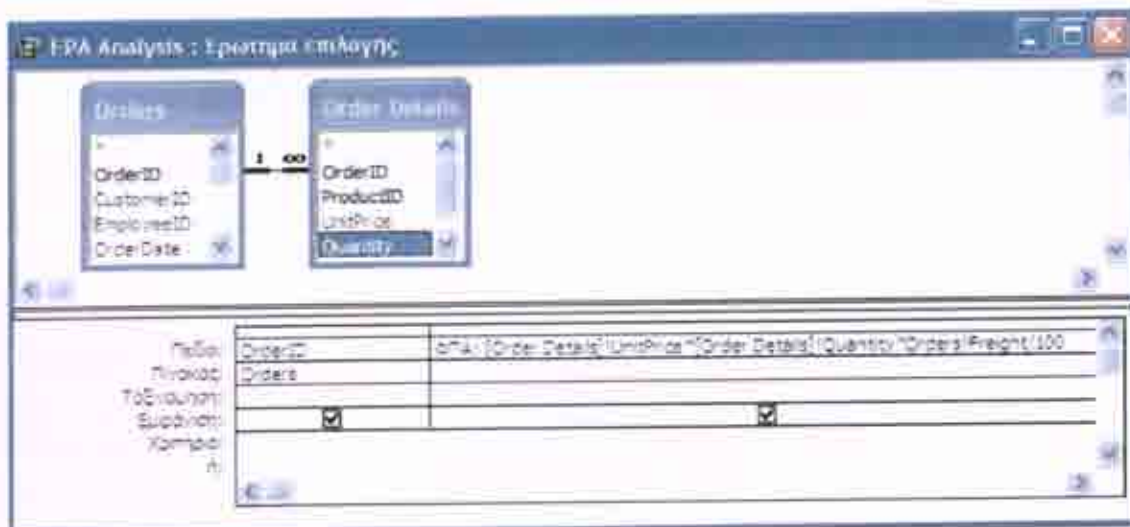 FPA Analysis : Ερώτημα επιλογής
Orders
*
OrderID
CustomerID
EmployeeID
OrderDate
1 ∞
Order Details
*
OrderID
ProductID
UnitPrice
Quantity
Πεδίο: OrderID ΦΠΑ: [Order Details]!UnitPrice*[Order Details]!Quantity*Orders!Freight/100
Πίνακας: Orders
Ταξινόμηση:
Εμφάνιση:
Κριτήρια:
ή: